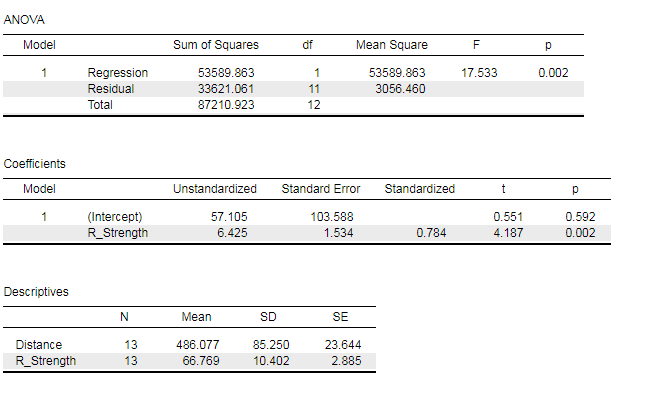 ANOVA
Model Sum of Squares df Mean Square F p
1 Regression 53589.863 1 53589.863 17.533 0.002
Residual 33621.061 11 3056.460
Total 87210.923 12
Coefficients
Model Unstandardized Standard Error Standardized t p
1 (Intercept) 57.105 103.588 0.551 0.592
R_Strength 6.425 1.534 0.784 4.187 0.002
Descriptives
N Mean SD SE
Distance 13 486.077 85.250 23.644
R_Strength 13 66.769 10.402 2.885